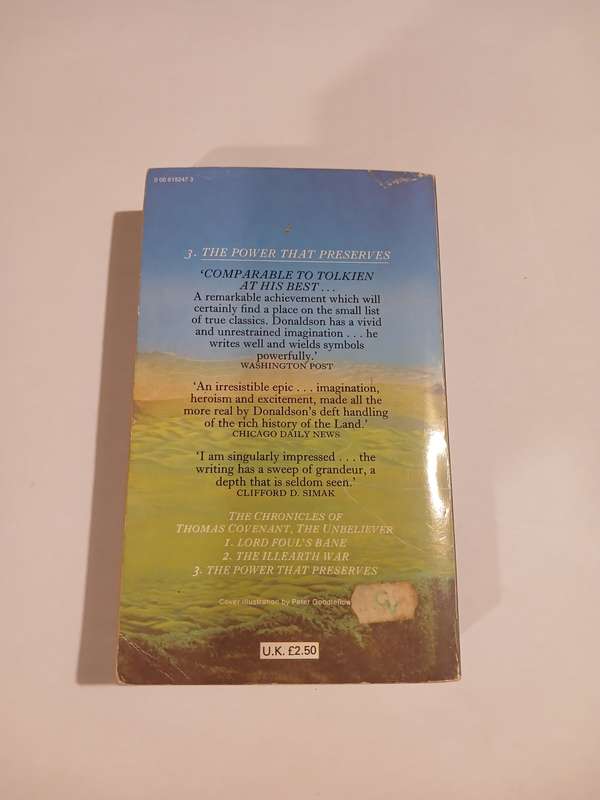 0 00 615247 3
3. THE POWER THAT PRESERVES
‘COMPARABLE TO TOLKIEN
AT HIS BEST . . .
A remarkable achievement which will
certainly find a place on the small list
of true classics. Donaldson has a vivid
and unrestrained imagination . . . he
writes well and wields symbols
powerfully.’
WASHINGTON POST
‘An irresistible epic . . . imagination,
heroism and excitement, made all the
more real by Donaldson’s deft handling
of the rich history of the Land.’
CHICAGO DAILY NEWS
‘I am singularly impressed . . . the
writing has a sweep of grandeur, a
depth that is seldom seen.’
CLIFFORD D. SIMAK
THE CHRONICLES OF
THOMAS COVENANT, THE UNBELIEVER
1. LORD FOUL’S BANE
2. THE ILLEARTH WAR
3. THE POWER THAT PRESERVES
Cover illustration by Peter Goodfellow
U.K. £2.50